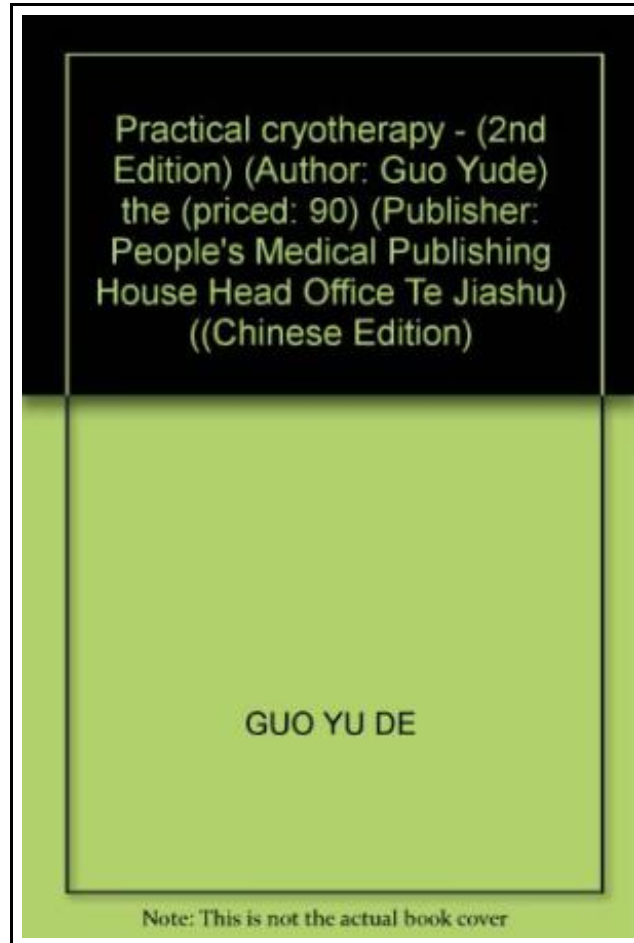 Practical cryotherapy - (2nd
Edition) (Author: Guo Yude)
the (priced: 90) (Publisher:
People's Medical Publishing
House Head Office Te Jiashu)
((Chinese Edition)
GUO YU DE
Note: This is not the actual book cover